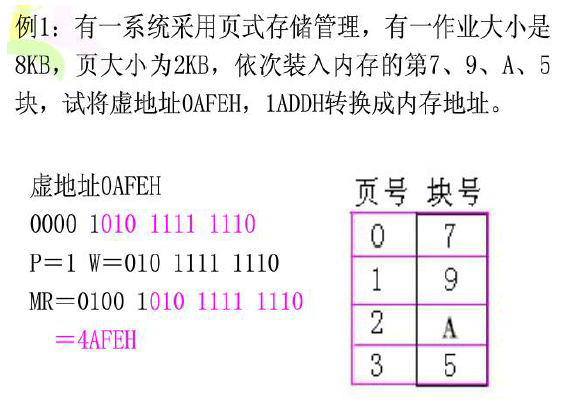 例1：有一系统采用页式存储管理，有一作业大小是
8KB，页大小为2KB，依次装入内存的第7、9、A、5
块，试将虚地址0AFEH，1ADDH转换成内存地址。
虚地址0AFEH
0000 1010 1111 1110
P＝1 W＝010 1111 1110
MR＝0100 1010 1111 1110
＝4AFEH
页号 块号
0 7
1 9
2 A
3 5